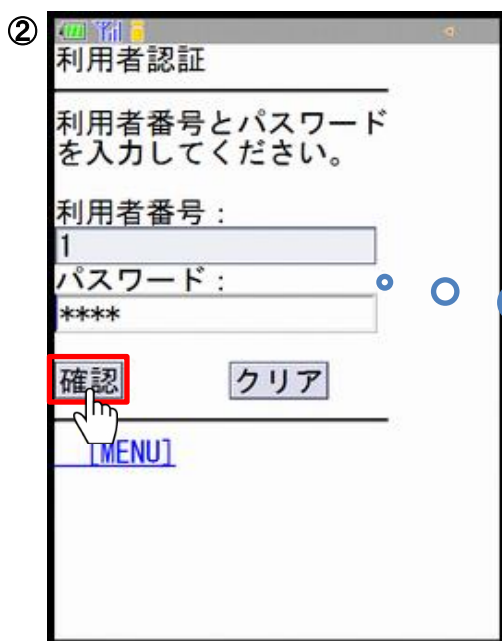 ②
利用者認証
利用者番号とパスワード
を入力してください。
利用者番号：
1
パスワード：
****
確認 クリア
[MENU]